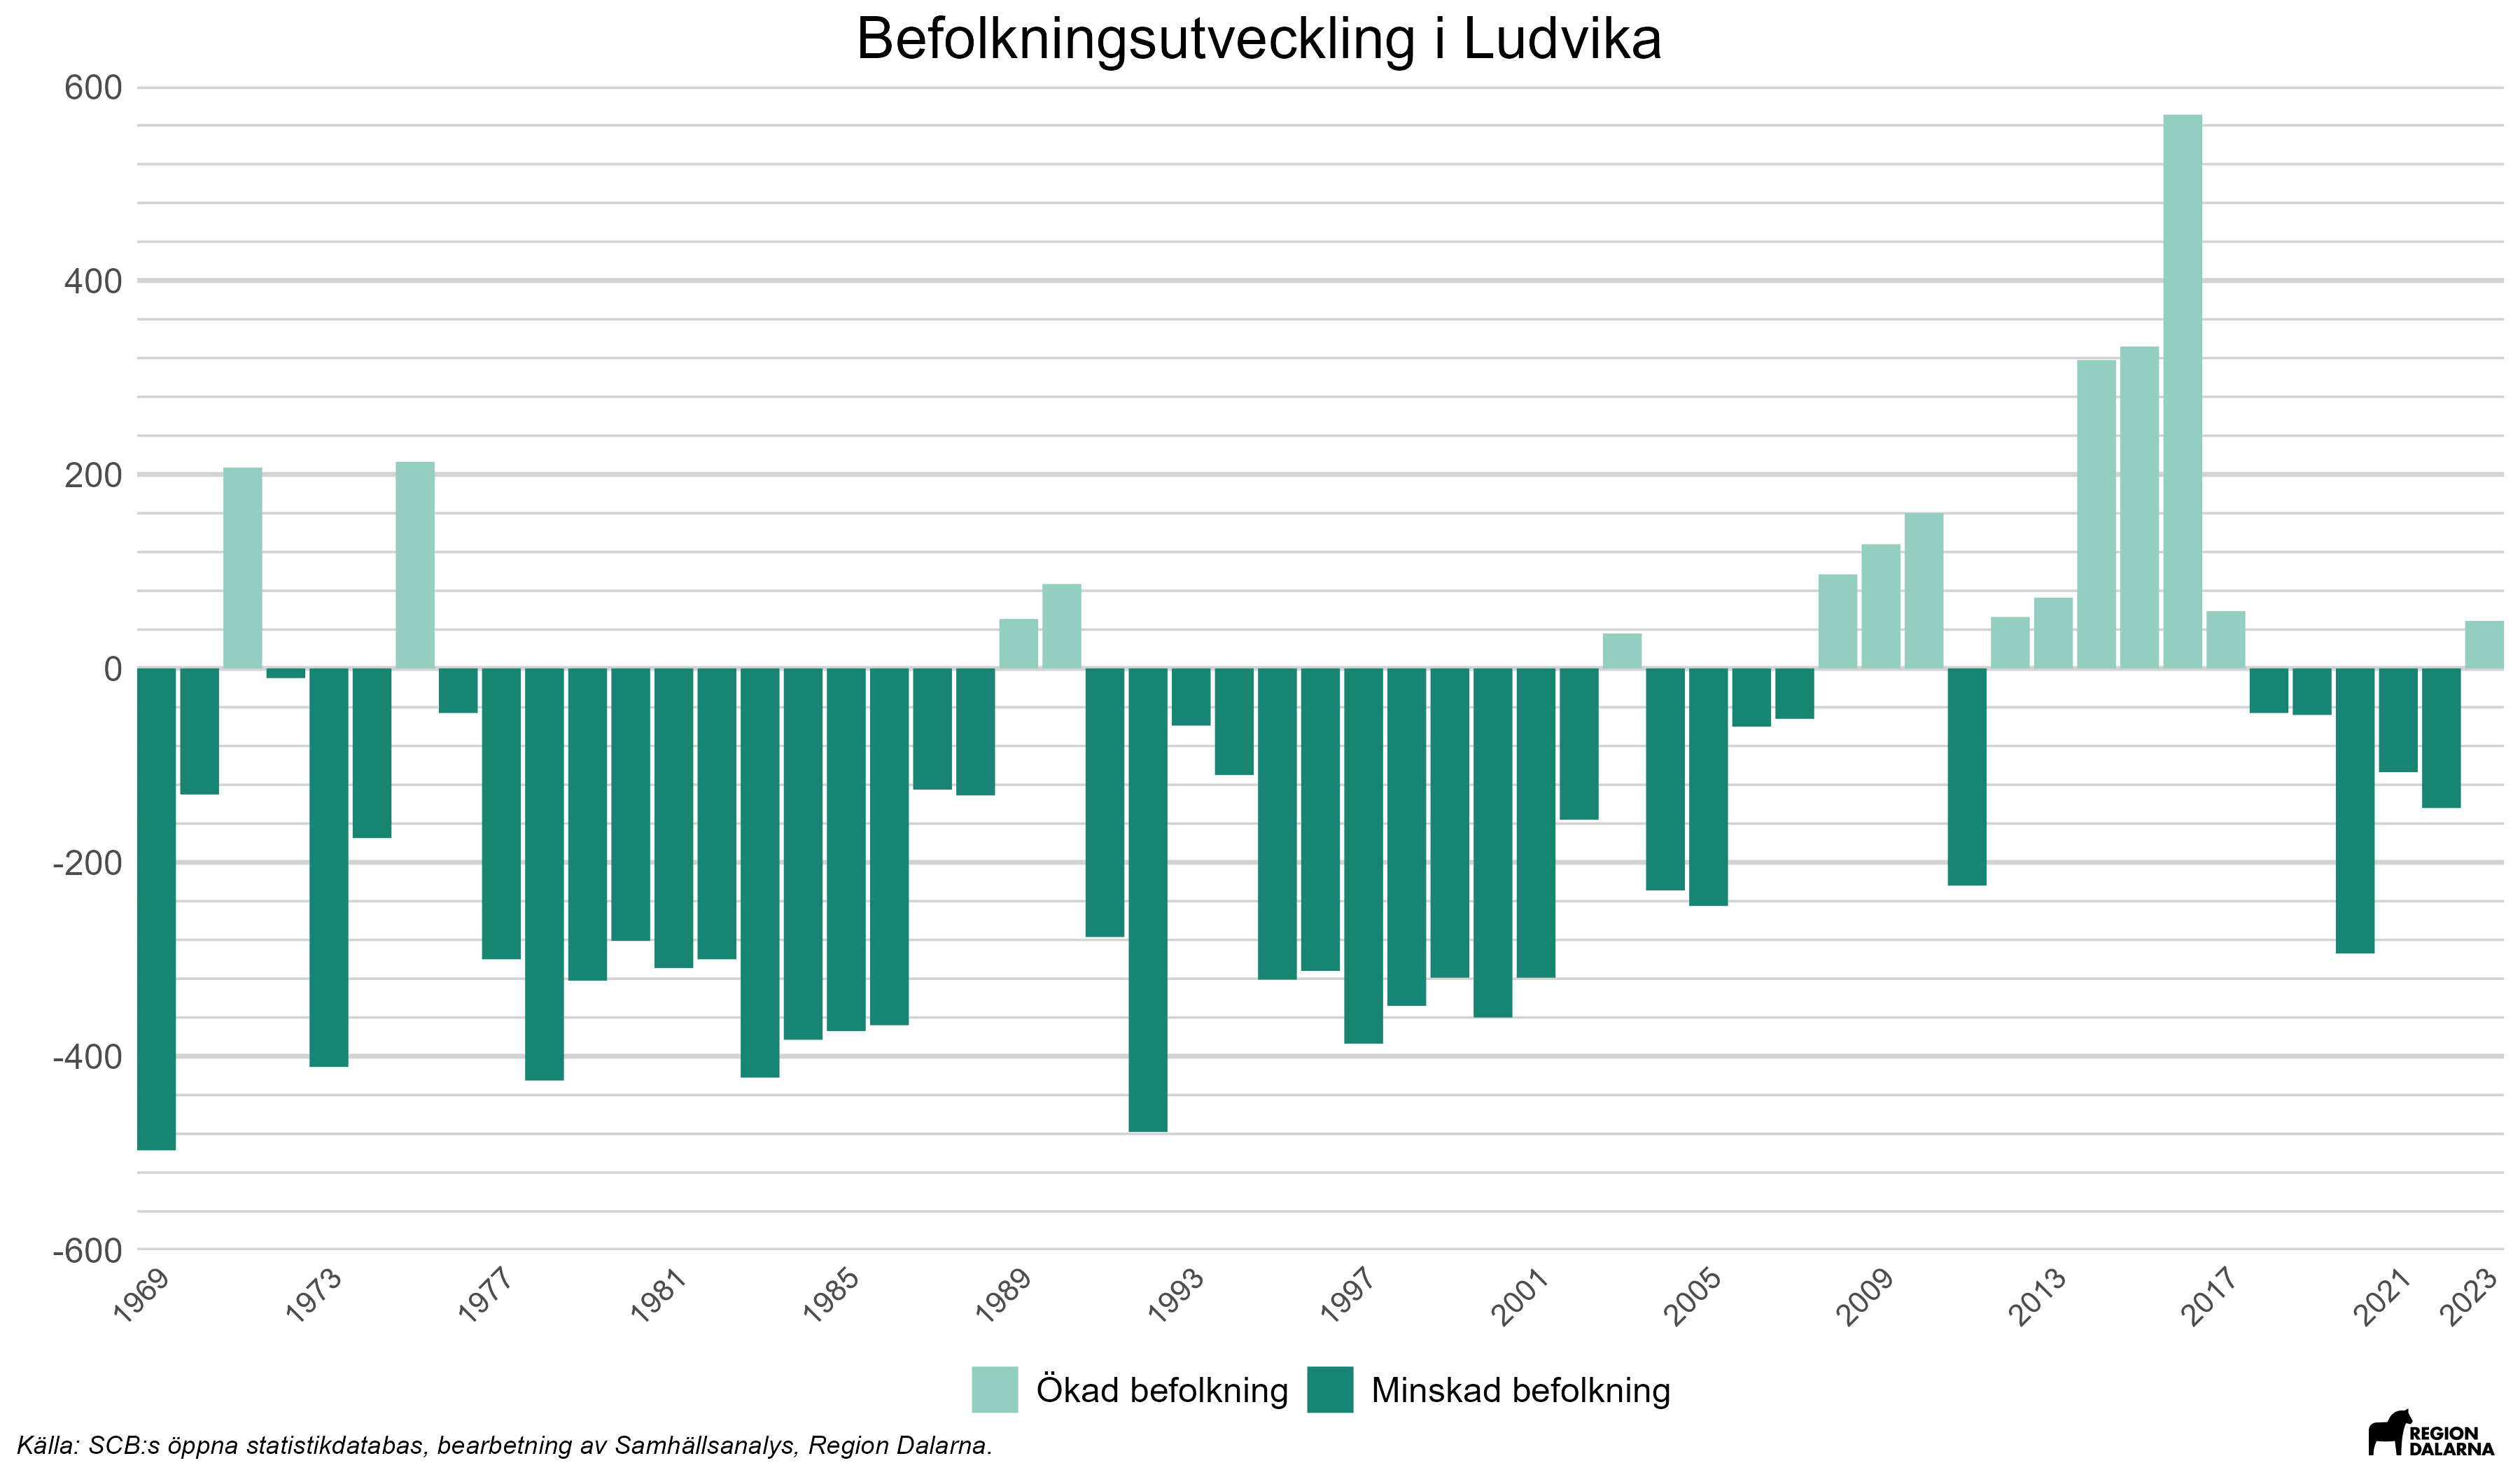 Befolkningsutveckling i Ludvika
600
400
200
0
-200
-400
-600
1969 1973 1977 1981 1985 1989 1993 1997 2001 2005 2009 2013 2017 2021 2023
Ökad befolkning Minskad befolkning
Källa: SCB:s öppna statistikdatabas, bearbetning av Samhällsanalys, Region Dalarna.
REGION
DALARNA